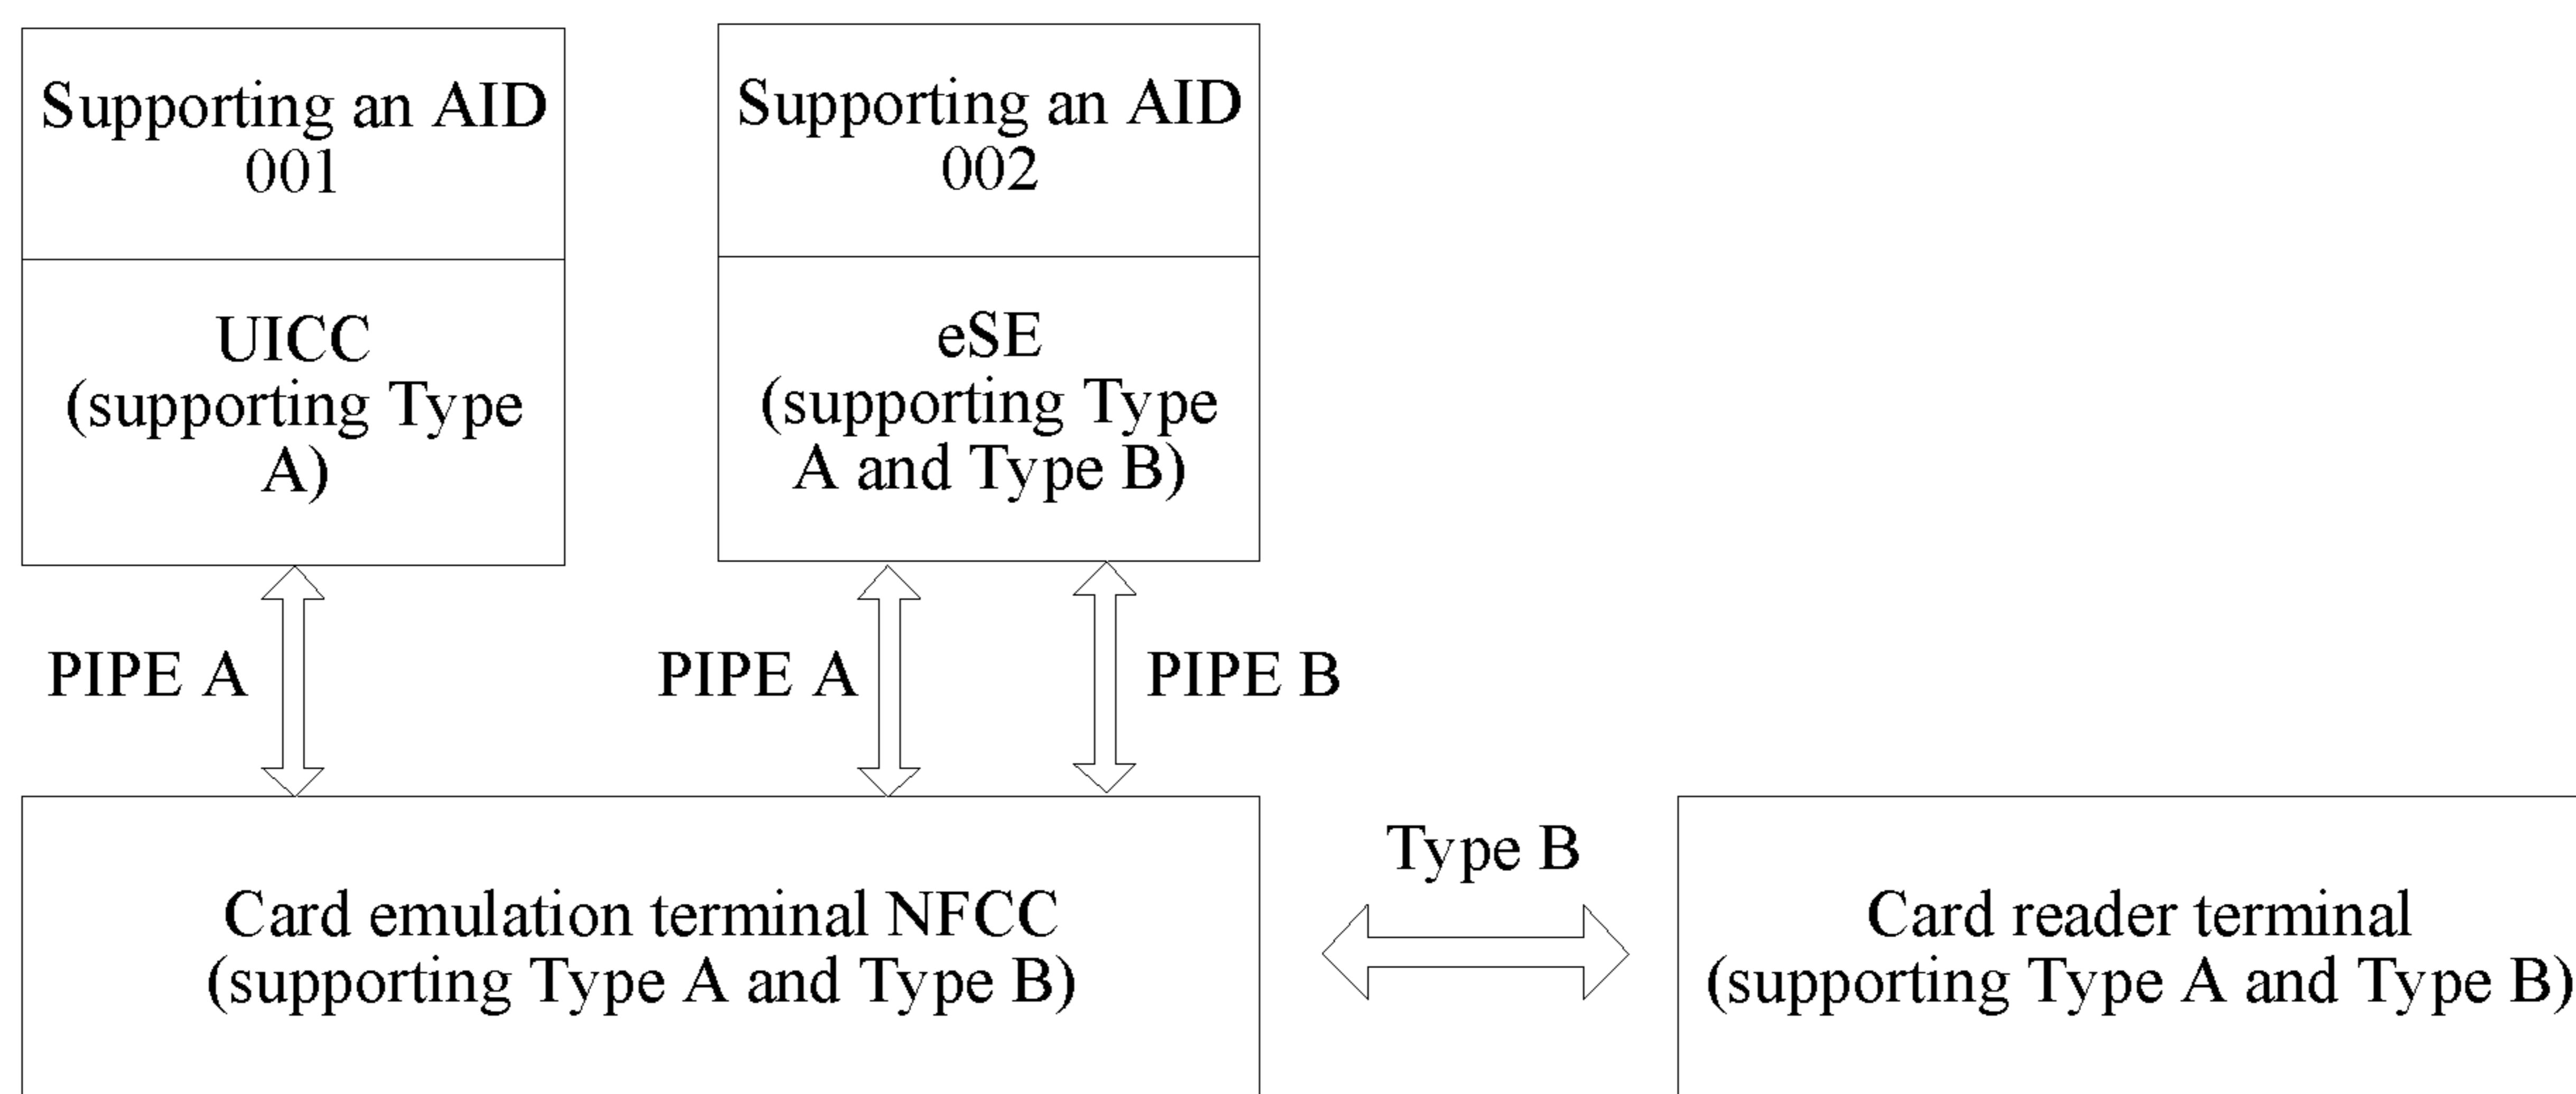 Supporting an AID
001
Supporting an AID
002
UICC
(supporting Type
A)
eSE
(supporting Type
A and Type B)
PIPE A
PIPE A
PIPE B
Type B
Card emulation terminal NFCC
(supporting Type A and Type B)
Card reader terminal
(supporting Type A and Type B)